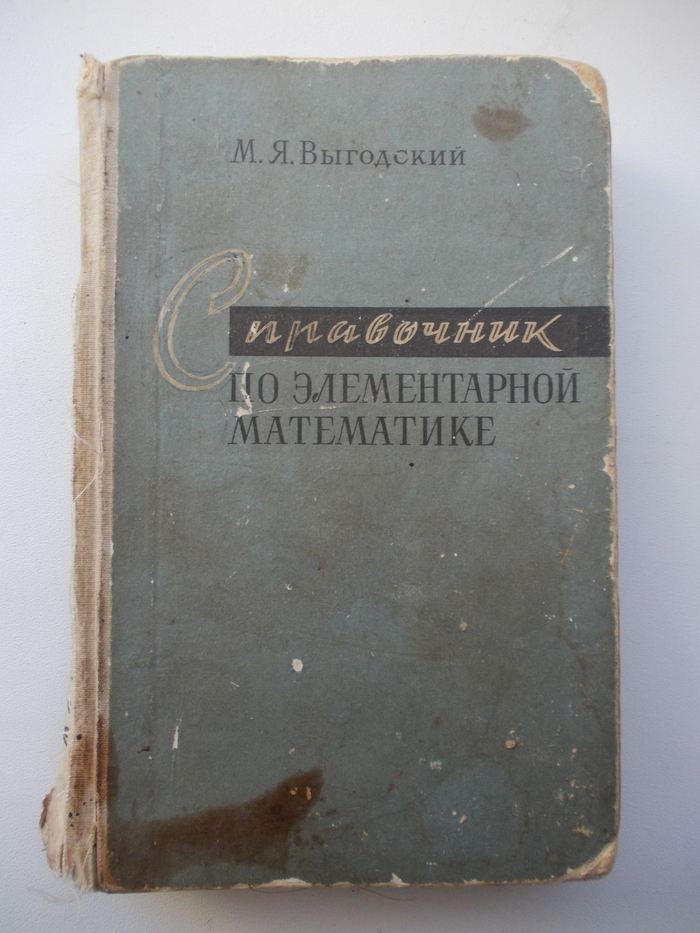 М. Я. Выгодский
Справочник
ПО ЭЛЕМЕНТАРНОЙ
МАТЕМАТИКЕ